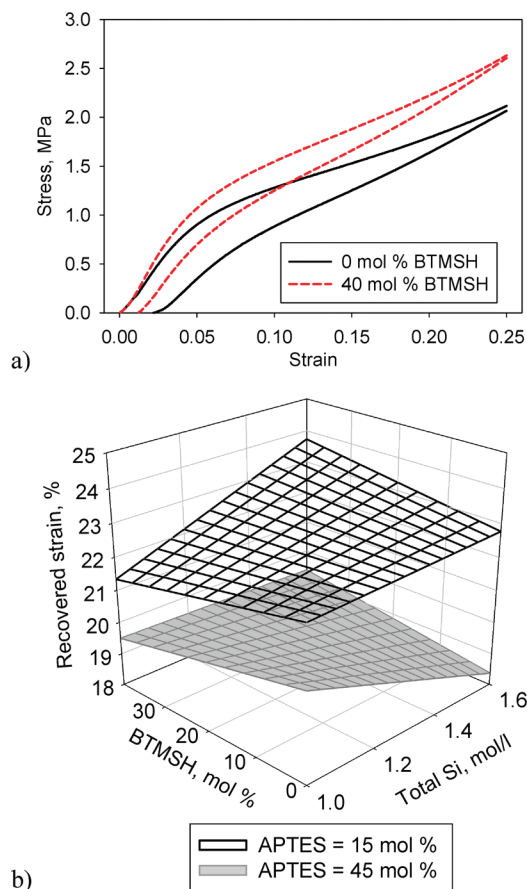 3.0
2.5
2.0
1.5
1.0
0.5
0.0
Stress, MPa
0.00 0.05 0.10 0.15 0.20 0.25
Strain
0 mol % BTMSH
40 mol % BTMSH
a)
25
24
23
22
21
20
19
18
Recovered strain, %
30
20
10
0
BTMSH, mol %
1.0
1.2
1.4
1.6
Total Si, mol/l
APTES = 15 mol %
APTES = 45 mol %
b)